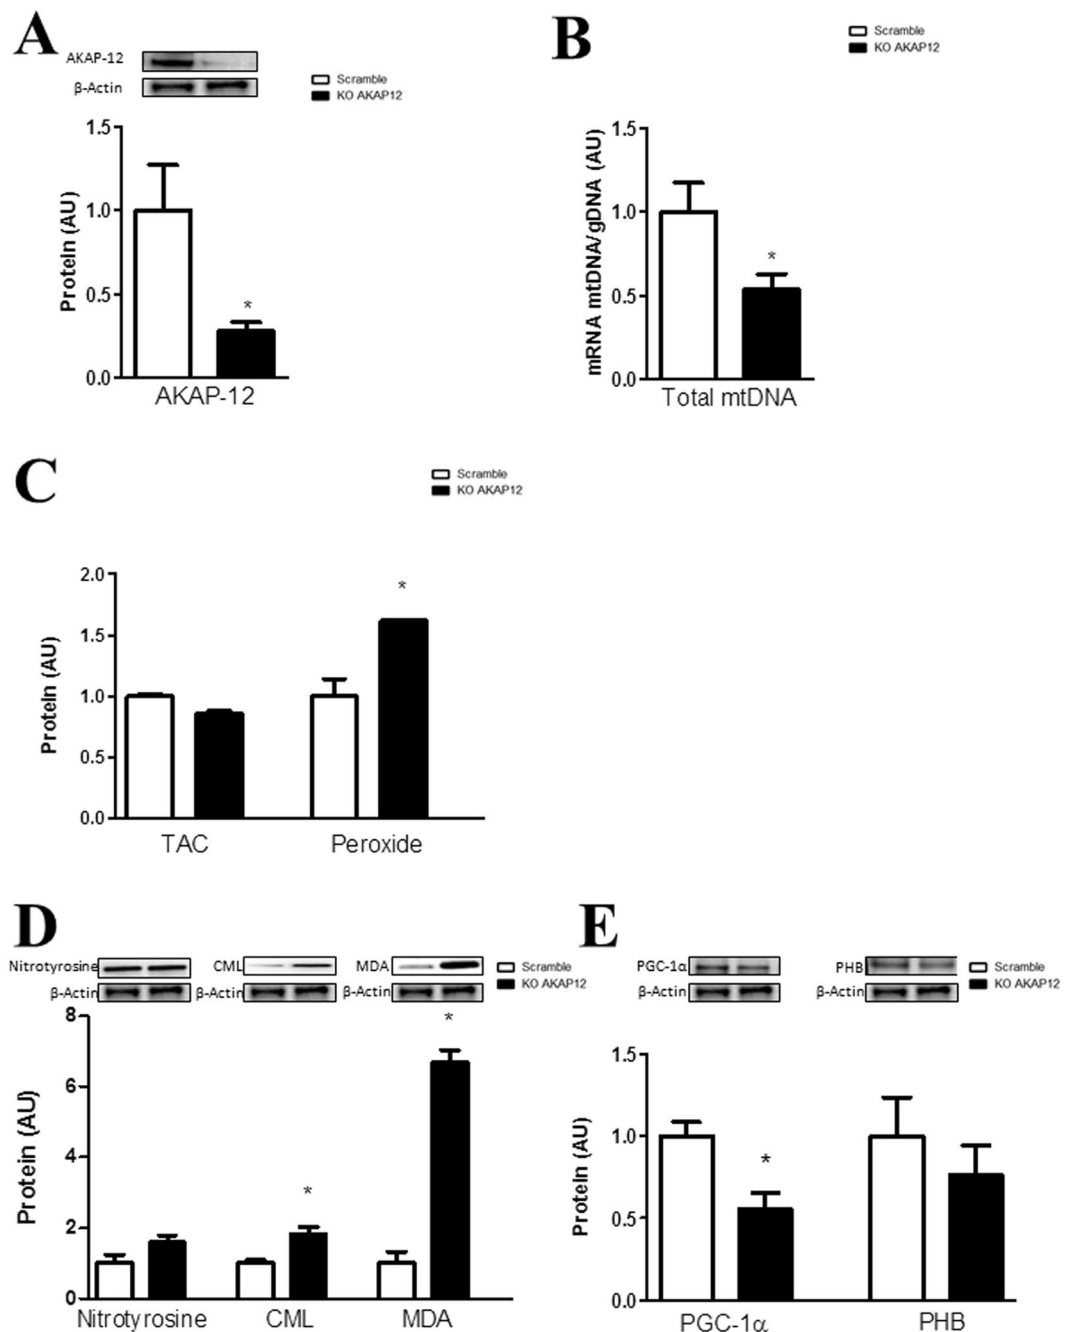 A
AKAP-12
β-Actin
Scramble
KO AKAP12
Protein (AU)
1.5
1.0
0.5
0.0
*
AKAP-12
B
Scramble
KO AKAP12
mRNA mtDNA/gDNA (AU)
1.5
1.0
0.5
0.0
*
Total mtDNA
C
Scramble
KO AKAP12
Protein (AU)
2.0
1.5
1.0
0.5
0.0
*
TAC Peroxide
D
Nitrotyrosine CML MDA
β-Actin β-Actin β-Actin
Scramble
KO AKAP12
Protein (AU)
8
6
4
2
0
*
*
Nitrotyrosine CML MDA
E
PGC-1α PHB
β-Actin β-Actin
Scramble
KO AKAP12
Protein (AU)
1.5
1.0
0.5
0.0
*
PGC-1α PHB